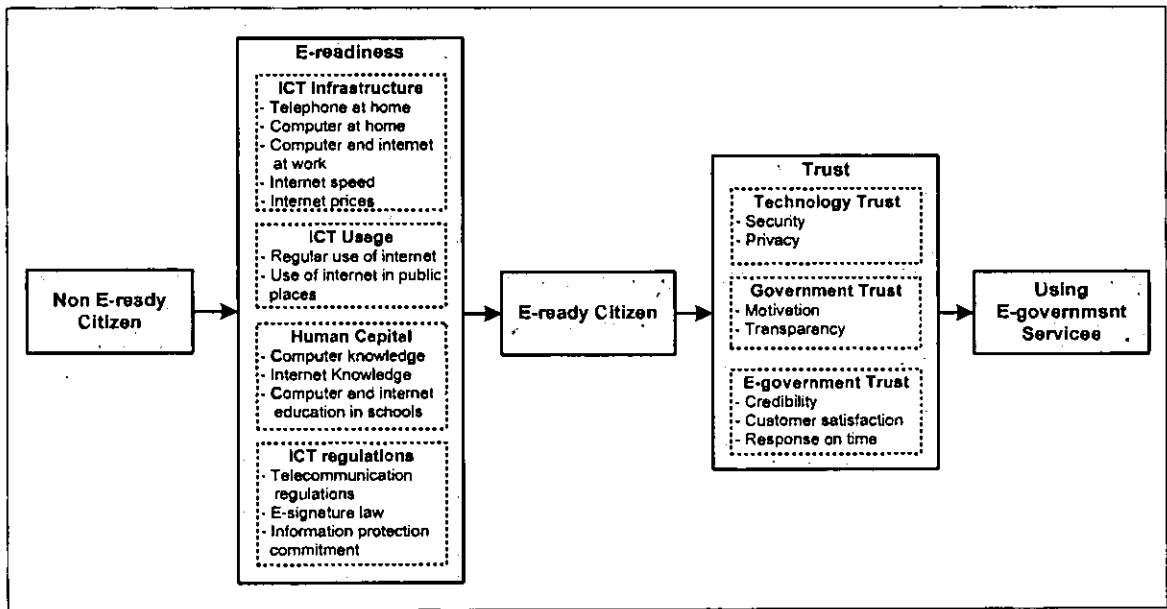 E-readiness
ICT Infrastructure
- Telephone at home
- Computer at home
- Computer and internet
at work
- Internet speed
- Internet prices
ICT Usage
- Regular use of internet
- Use of internet in public
places
Human Capital
- Computer knowledge
- Internet Knowledge
- Computer and internet
education in schools
ICT regulations
- Telecommunication
regulations
- E-signature law
- Information protection
commitment
Non E-ready
Citizen
E-ready Citizen
Trust
Technology Trust
- Security
- Privacy
Government Trust
- Motivation
- Transparency
E-government Trust
- Credibility
- Customer satisfaction
- Response on time
Using
E-governmsnt
Services